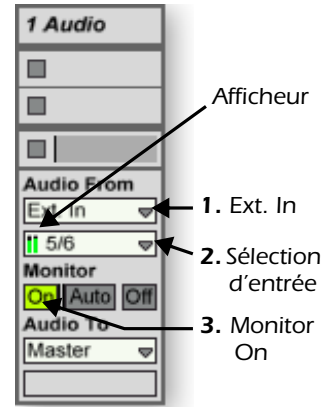 1 Audio
Afficheur
Audio From
Ext. In
1. Ext. In
5/6
2. Sélection
d'entrée
Monitor
On Auto Off
3. Monitor
On
Audio To
Master